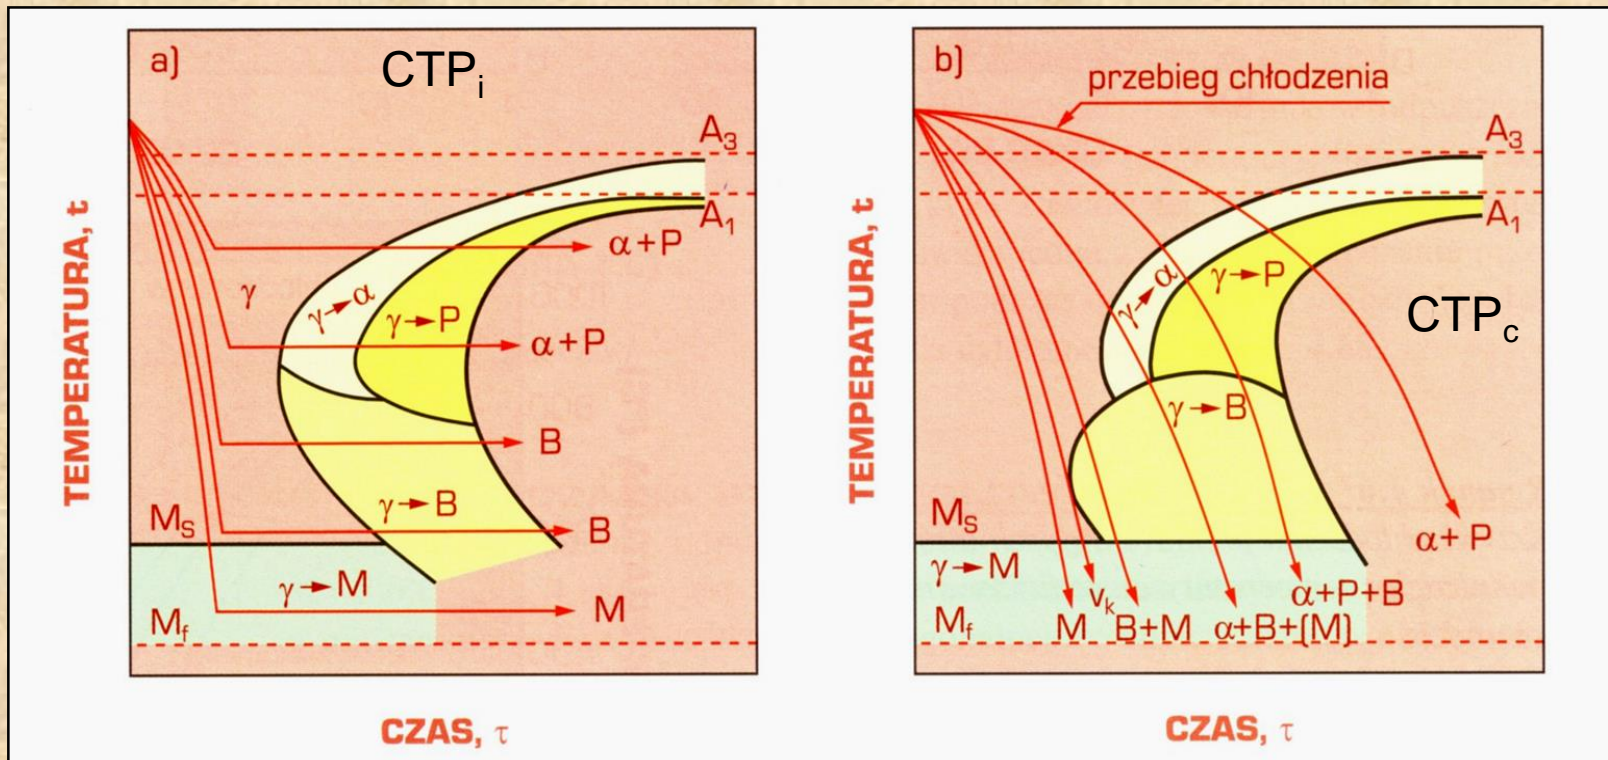 a)
CTPi
A3
A1
α+P
γ
γ→α
γ→P
α+P
B
γ→B
MS
B
γ→M
M
Mf
TEMPERATURA, t
CZAS, τ
b)
przebieg chłodzenia
A3
A1
γ→α
γ→P
CTPc
γ→B
MS
α+P
γ→M
vk
α+P+B
Mf
M B+M α+B+(M)
TEMPERATURA, t
CZAS, τ